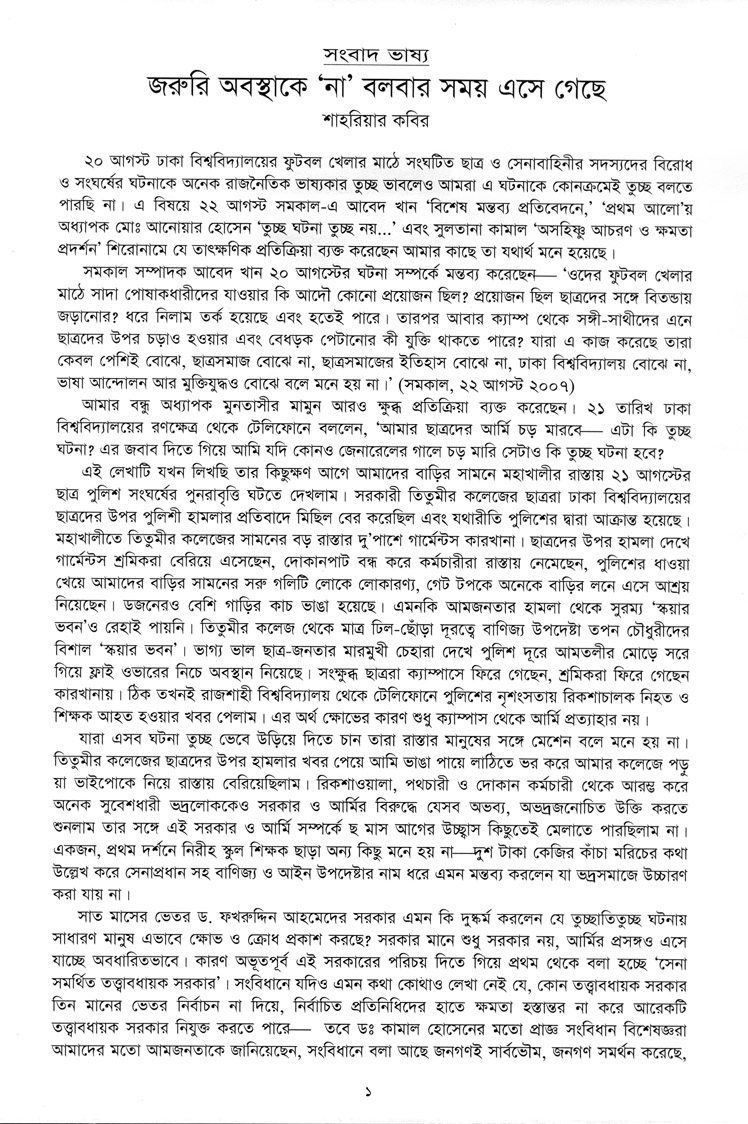 সংবাদ ভাষ্য
জরুরি অবস্থাকে ‘না’ বলবার সময় এসে গেছে
শাহরিয়ার কবির
২০ আগস্ট ঢাকা বিশ্ববিদ্যালয়ের ফুটবল খেলার মাঠে সংঘটিত ছাত্র ও সেনাবাহিনীর সদস্যদের বিরোধ
ও সংঘর্ষের ঘটনাকে অনেক রাজনৈতিক ভাষ্যকার তুচ্ছ ভাবলেও আমরা এ ঘটনাকে কোনক্রমেই তুচ্ছ বলতে
পারছি না। এ বিষয়ে ২২ আগস্ট সমকাল-এ আবেদ খান ‘বিশেষ মন্তব্য প্রতিবেদনে,’ ‘প্রথম আলো’য়
অধ্যাপক মোঃ আনোয়ার হোসেন ‘তুচ্ছ ঘটনা তুচ্ছ নয়...’ এবং সুলতানা কামাল ‘অসহিষ্ণু আচরণ ও ক্ষমতা
প্রদর্শন’ শিরোনামে যে তাৎক্ষণিক প্রতিক্রিয়া ব্যক্ত করেছেন আমার কাছে তা যথার্থ মনে হয়েছে।
সমকাল সম্পাদক আবেদ খান ২০ আগস্টের ঘটনা সম্পর্কে মন্তব্য করেছেন— ‘ওদের ফুটবল খেলার
মাঠে সাদা পোষাকধারীদের যাওয়ার কি আদৌ কোনো প্রয়োজন ছিল? প্রয়োজন ছিল ছাত্রদের সঙ্গে বিতন্ডায়
জড়ানোর? ধরে নিলাম তর্ক হয়েছে এবং হতেই পারে। তারপর আবার ক্যাম্প থেকে সঙ্গী-সাথীদের এনে
ছাত্রদের উপর চড়াও হওয়ার এবং বেধড়ক পেটানোর কী যুক্তি থাকতে পারে? যারা এ কাজ করেছে তারা
কেবল পেশিই বোঝে, ছাত্রসমাজ বোঝে না, ছাত্রসমাজের ইতিহাস বোঝে না, ঢাকা বিশ্ববিদ্যালয় বোঝে না,
ভাষা আন্দোলন আর মুক্তিযুদ্ধও বোঝে বলে মনে হয় না।’ (সমকাল, ২২ আগস্ট ২০০৭)
আমার বন্ধু অধ্যাপক মুনতাসীর মামুন আরও ক্ষুব্ধ প্রতিক্রিয়া ব্যক্ত করেছেন। ২১ তারিখ ঢাকা
বিশ্ববিদ্যালয়ের রণক্ষেত্র থেকে টেলিফোনে বললেন, ‘আমার ছাত্রদের আর্মি চড় মারবে— এটা কি তুচ্ছ
ঘটনা? এর জবাব দিতে গিয়ে আমি যদি কোনও জেনারেলের গালে চড় মারি সেটাও কি তুচ্ছ ঘটনা হবে?
এই লেখাটি যখন লিখছি তার কিছুক্ষণ আগে আমাদের বাড়ির সামনে মহাখালীর রাস্তায় ২১ আগস্টের
ছাত্র পুলিশ সংঘর্ষের পুনরাবৃত্তি ঘটতে দেখলাম। সরকারী তিতুমীর কলেজের ছাত্ররা ঢাকা বিশ্ববিদ্যালয়ের
ছাত্রদের উপর পুলিশী হামলার প্রতিবাদে মিছিল বের করেছিল এবং যথারীতি পুলিশের দ্বারা আক্রান্ত হয়েছে।
মহাখালীতে তিতুমীর কলেজের সামনের বড় রাস্তার দু’পাশে গার্মেন্টস কারখানা। ছাত্রদের উপর হামলা দেখে
গার্মেন্টস শ্রমিকরা বেরিয়ে এসেছেন, দোকানপাট বন্ধ করে কর্মচারীরা রাস্তায় নেমেছেন, পুলিশের ধাওয়া
খেয়ে আমাদের বাড়ির সামনের সরু গলিটি লোকে লোকারণ্য, গেট টপকে অনেকে বাড়ির লনে এসে আশ্রয়
নিয়েছেন। ডজনেরও বেশি গাড়ির কাচ ভাঙা হয়েছে। এমনকি আমজনতার হামলা থেকে সুরম্য ‘স্কয়ার
ভবন’ও রেহাই পায়নি। তিতুমীর কলেজ থেকে মাত্র ঢিল-ছোঁড়া দূরত্বে বাণিজ্য উপদেষ্টা তপন চৌধুরীদের
বিশাল ‘স্কয়ার ভবন’। ভাগ্য ভাল ছাত্র-জনতার মারমুখী চেহারা দেখে পুলিশ দূরে আমতলীর মোড়ে সরে
গিয়ে ফ্লাই ওভারের নিচে অবস্থান নিয়েছে। সংক্ষুব্ধ ছাত্ররা ক্যাম্পাসে ফিরে গেছেন, শ্রমিকরা ফিরে গেছেন
কারখানায়। ঠিক তখনই রাজশাহী বিশ্ববিদ্যালয় থেকে টেলিফোনে পুলিশের নৃশংসতায় রিকশাচালক নিহত ও
শিক্ষক আহত হওয়ার খবর পেলাম। এর অর্থ ক্ষোভের কারণ শুধু ক্যাম্পাস থেকে আর্মি প্রত্যাহার নয়।
যারা এসব ঘটনা তুচ্ছ ভেবে উড়িয়ে দিতে চান তারা রাস্তার মানুষের সঙ্গে মেশেন বলে মনে হয় না।
তিতুমীর কলেজের ছাত্রদের উপর হামলার খবর পেয়ে আমি ভাঙা পায়ে লাঠিতে ভর করে আমার কলেজে পড়ু
য়া ভাইপোকে নিয়ে রাস্তায় বেরিয়েছিলাম। রিকশাওয়ালা, পথচারী ও দোকান কর্মচারী থেকে আরম্ভ করে
অনেক সুবেশধারী ভদ্রলোককেও সরকার ও আর্মির বিরুদ্ধে যেসব অভব্য, অভদ্রজনোচিত উক্তি করতে
শুনলাম তার সঙ্গে এই সরকার ও আর্মি সম্পর্কে ছ মাস আগের উচ্ছ্বাস কিছুতেই মেলাতে পারছিলাম না।
একজন, প্রথম দর্শনে নিরীহ স্কুল শিক্ষক ছাড়া অন্য কিছু মনে হয় না—দুশ টাকা কেজির কাঁচা মরিচের কথা
উল্লেখ করে সেনাপ্রধান সহ বাণিজ্য ও আইন উপদেষ্টার নাম ধরে এমন মন্তব্য করলেন যা ভদ্রসমাজে উচ্চারণ
করা যায় না।
সাত মাসের ভেতর ড. ফখরুদ্দিন আহমেদের সরকার এমন কি দুষ্কর্ম করলেন যে তুচ্ছাতিতুচ্ছ ঘটনায়
সাধারণ মানুষ এভাবে ক্ষোভ ও ক্রোধ প্রকাশ করছে? সরকার মানে শুধু সরকার নয়, আর্মির প্রসঙ্গও এসে
যাচ্ছে অবধারিতভাবে। কারণ অভূতপূর্ব এই সরকারের পরিচয় দিতে গিয়ে প্রথম থেকে বলা হচ্ছে ‘সেনা
সমর্থিত তত্ত্বাবধায়ক সরকার’। সংবিধানে যদিও এমন কথা কোথাও লেখা নেই যে, কোন তত্ত্বাবধায়ক সরকার
তিন মানের ভেতর নির্বাচন না দিয়ে, নির্বাচিত প্রতিনিধিদের হাতে ক্ষমতা হস্তান্তর না করে আরেকটি
তত্ত্বাবধায়ক সরকার নিযুক্ত করতে পারে— তবে ডঃ কামাল হোসেনের মতো প্রাজ্ঞ সংবিধান বিশেষজ্ঞরা
আমাদের মতো আমজনতাকে জানিয়েছেন, সংবিধানে বলা আছে জনগণই সার্বভৌম, জনগণ সমর্থন করেছে,
১